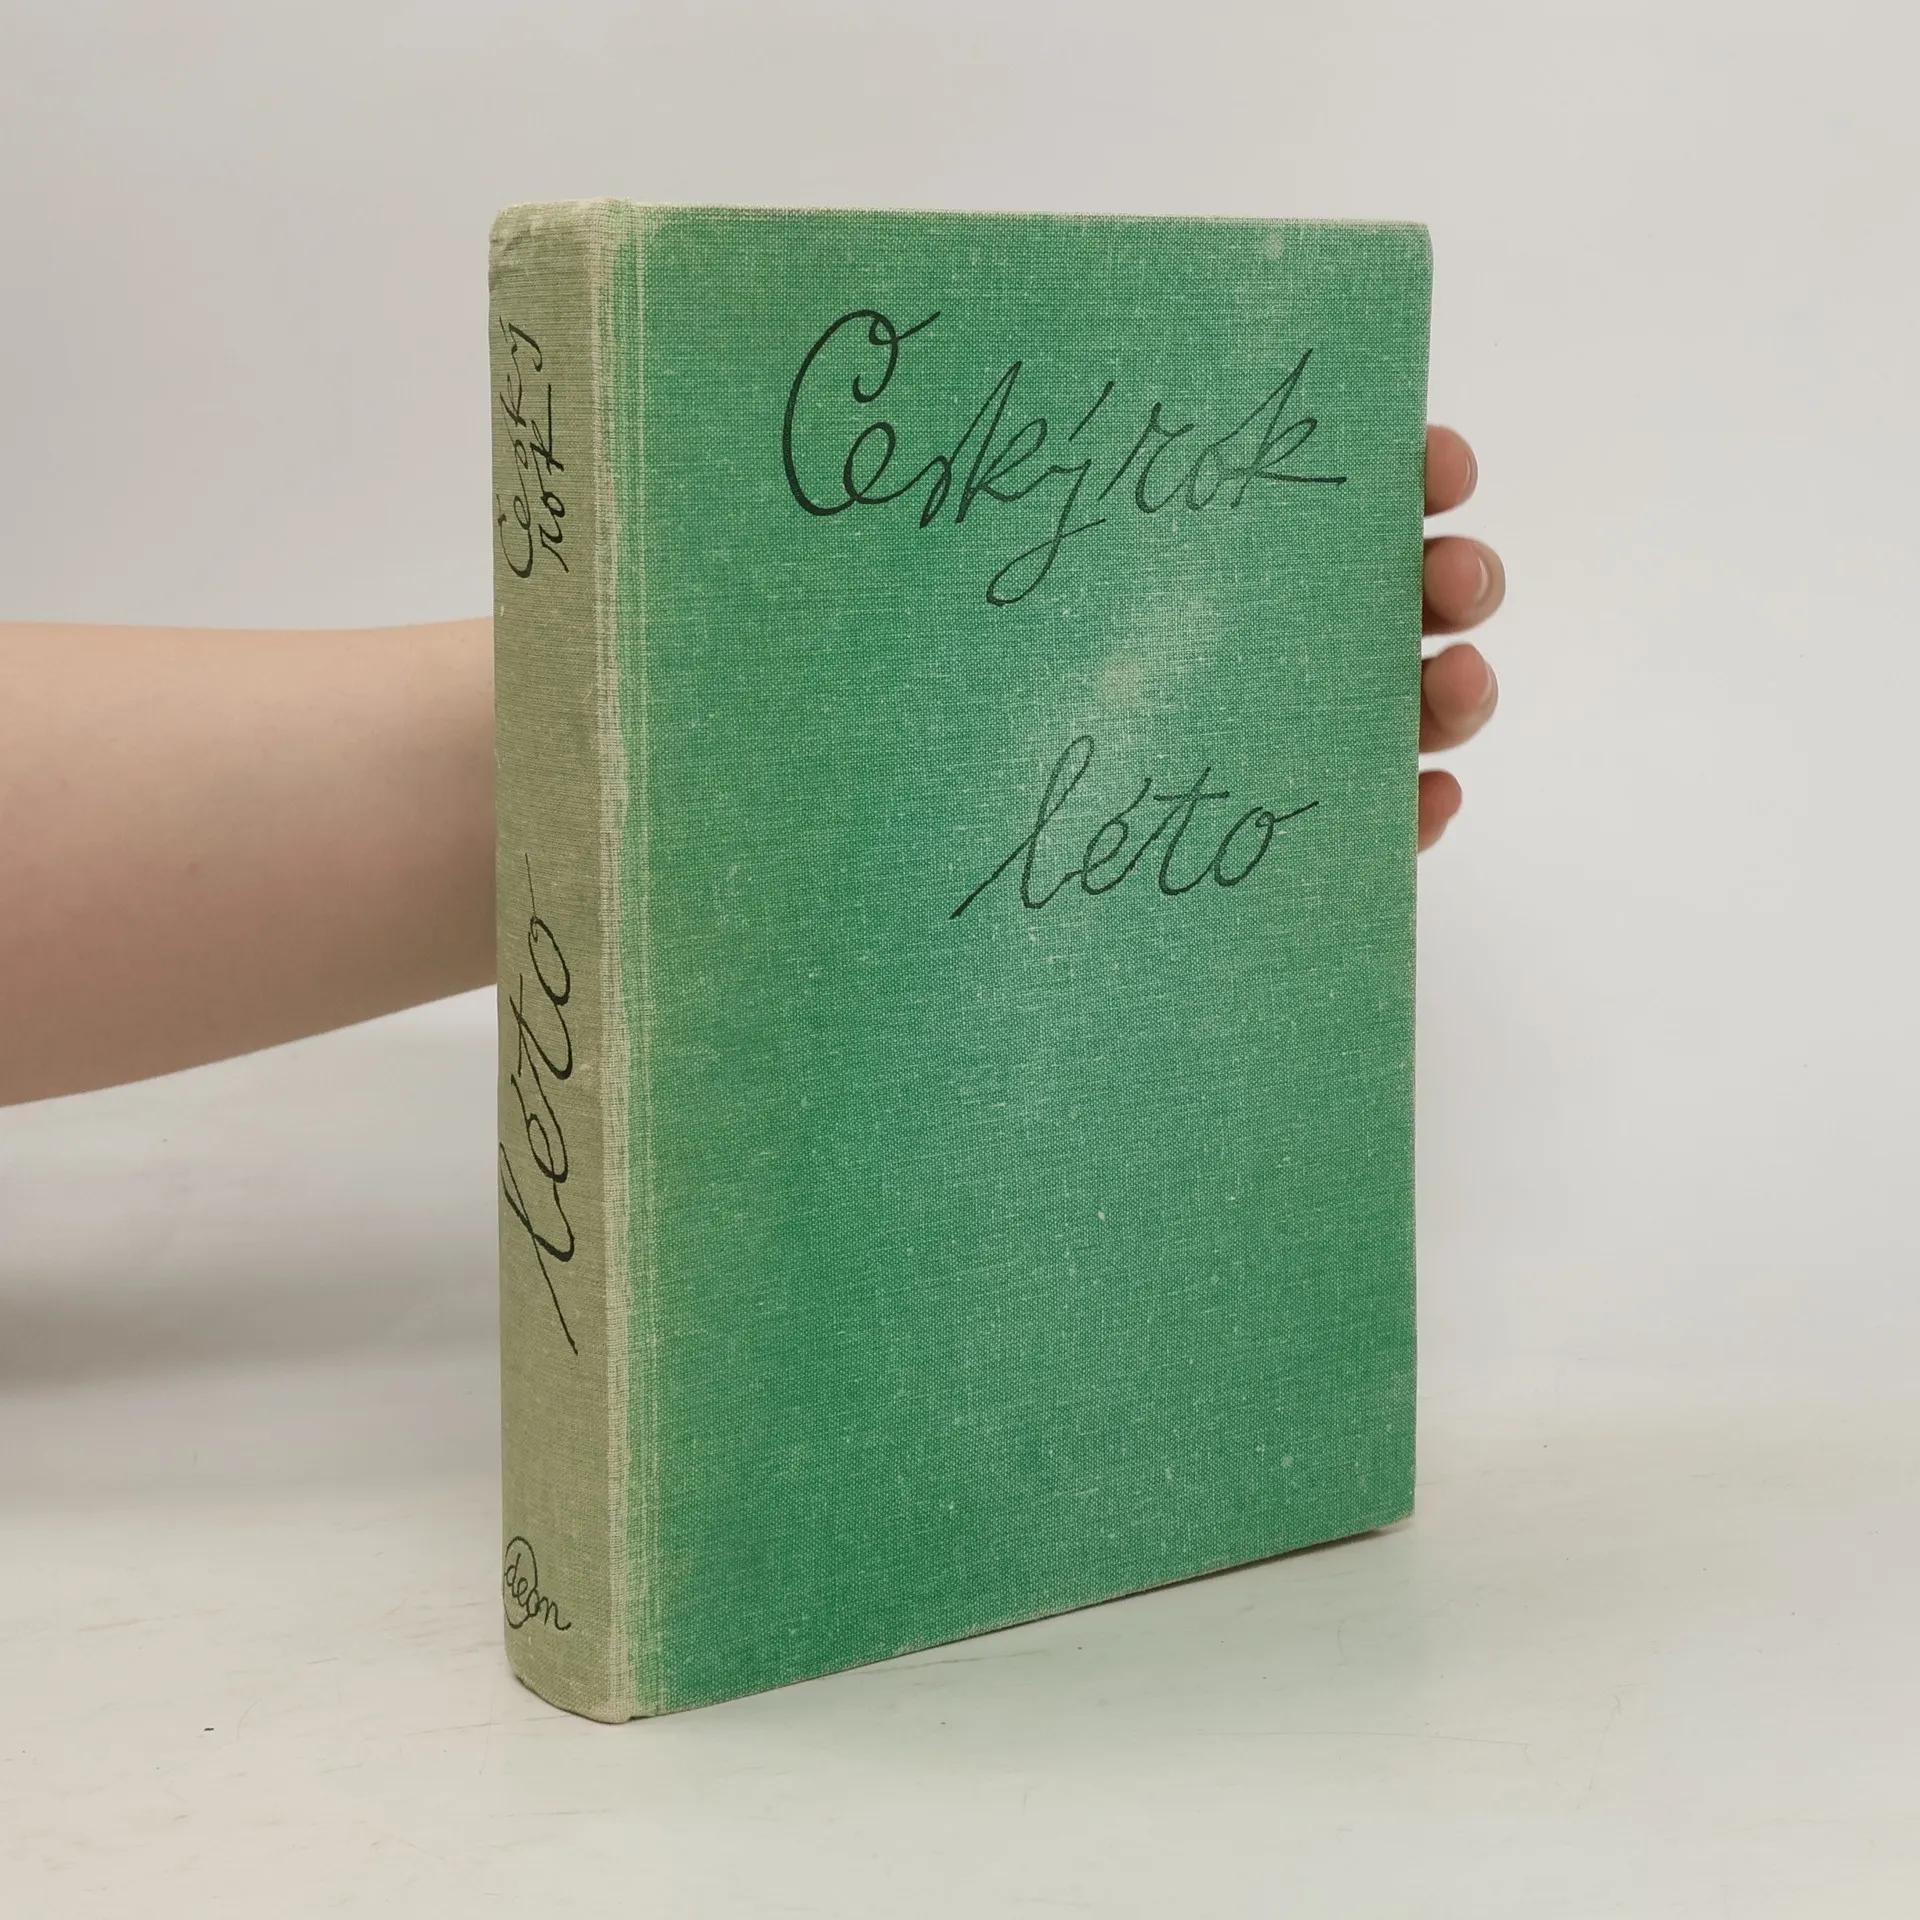 Český rok
léto
Český
rok
léto
Odeon